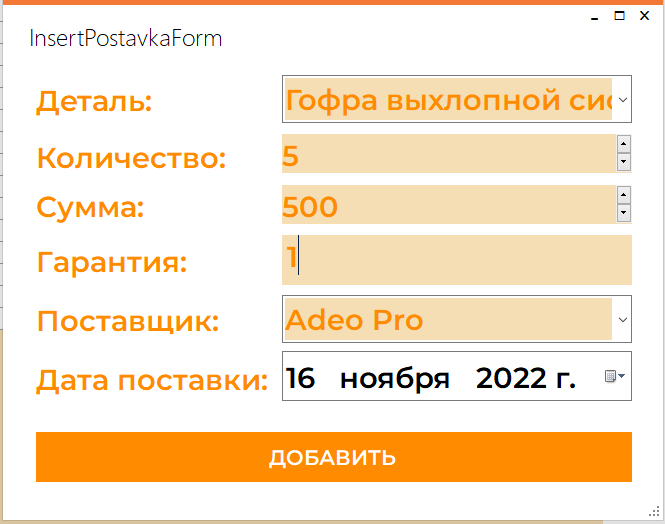 InsertPostavkaForm
Деталь: Гофра выхлопной сис
Количество: 5
Сумма: 500
Гарантия: 1
Поставщик: Adeo Pro
Дата поставки: 16 ноября 2022 г.
ДОБАВИТЬ